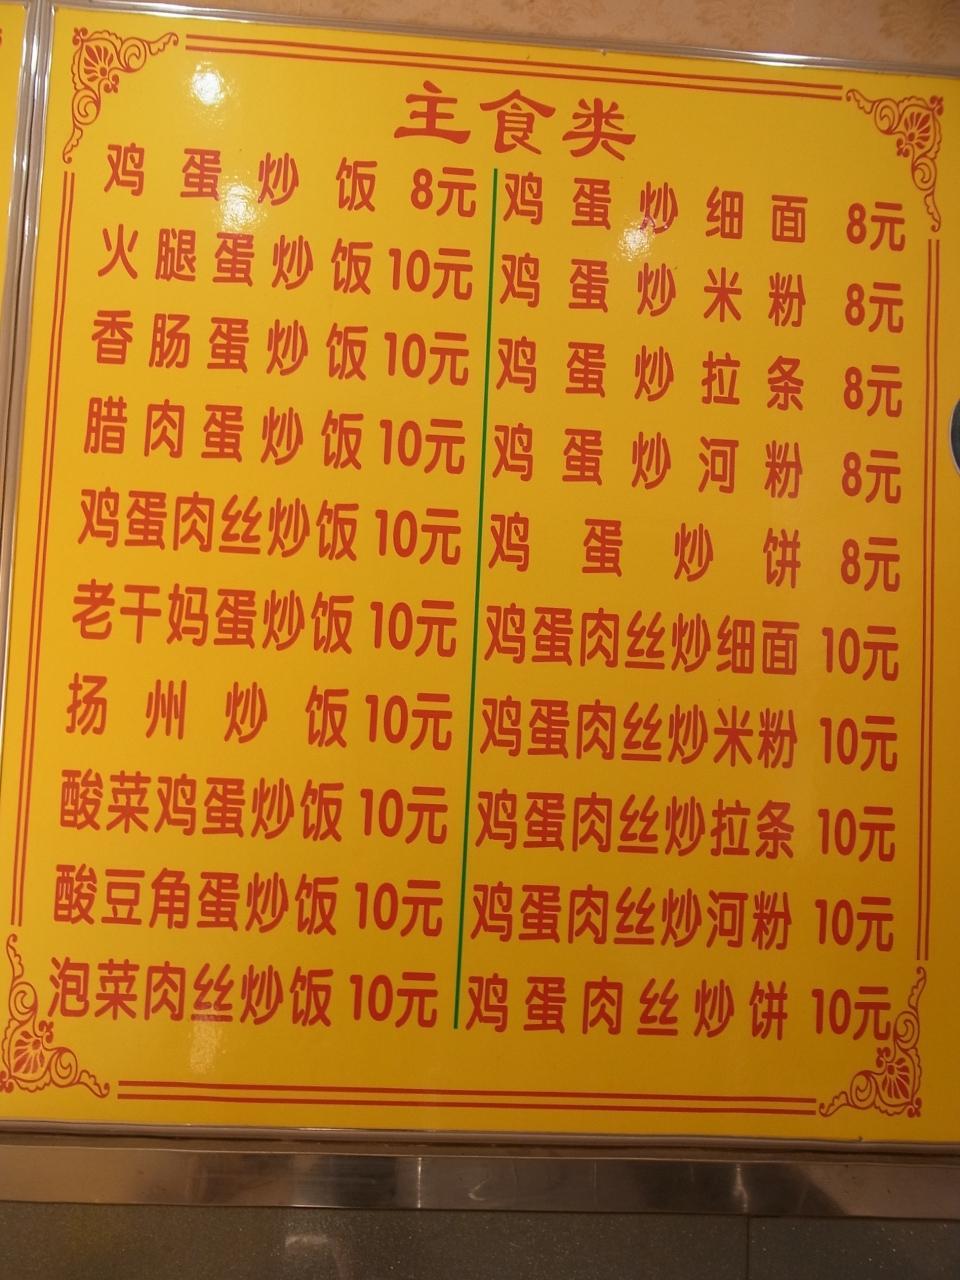 主食类
鸡蛋炒饭 8元
火腿蛋炒饭 10元
香肠蛋炒饭 10元
腊肉蛋炒饭 10元
鸡蛋肉丝炒饭 10元
老干妈蛋炒饭 10元
扬州炒饭 10元
酸菜鸡蛋炒饭 10元
酸豆角蛋炒饭 10元
泡菜肉丝炒饭 10元
鸡蛋炒细面 8元
鸡蛋炒米粉 8元
鸡蛋炒拉条 8元
鸡蛋炒河粉 8元
鸡蛋炒饼 8元
鸡蛋肉丝炒细面 10元
鸡蛋肉丝炒米粉 10元
鸡蛋肉丝炒拉条 10元
鸡蛋肉丝炒河粉 10元
鸡蛋肉丝炒饼 10元